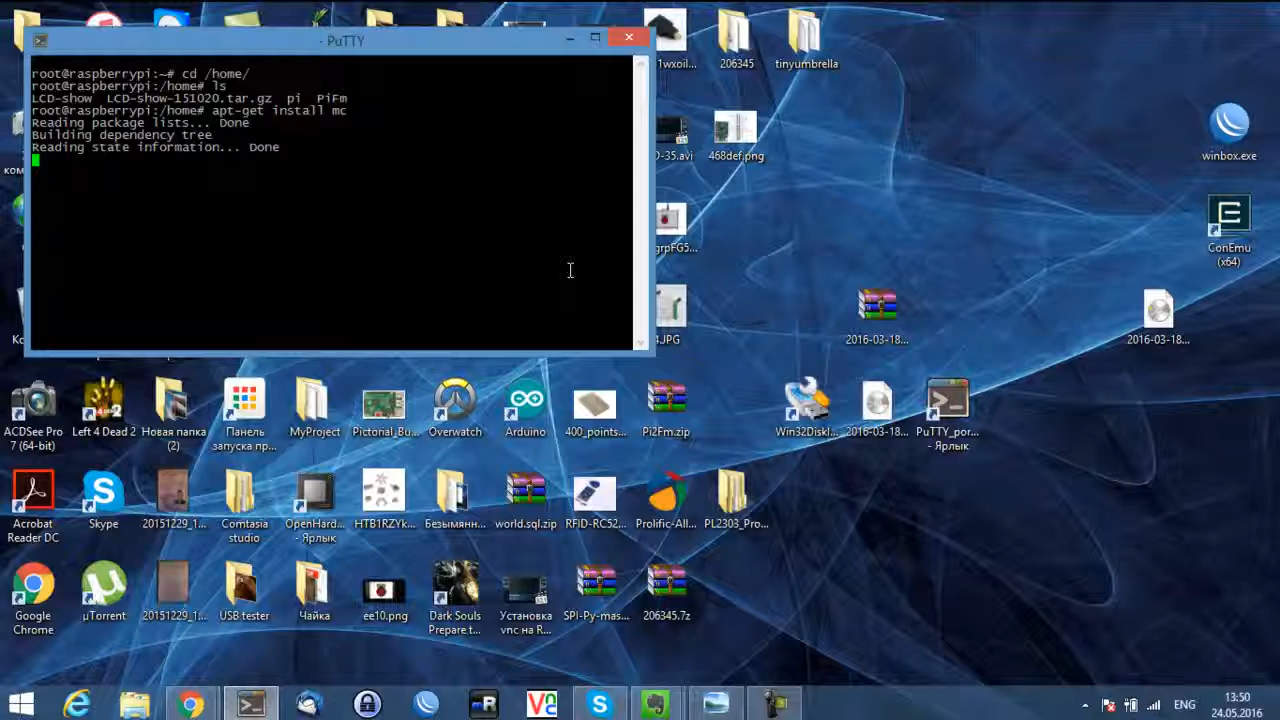 - PuTTY
root@raspberrypi:~# cd /home/
root@raspberrypi:/home# ls
LCD-show  LCD-show-151020.tar.gz  pi  PiFm
root@raspberrypi:/home# apt-get install mc
Reading package lists... Done
Building dependency tree
Reading state information... Done
1wxoil...
206345
tinyumbrella
D-35.avi
468def.png
winbox.exe
grpFG5...
ConEmu
(x64)
4JPG
2016-03-18...
2016-03-18...
ком
ACDSee Pro
7 (64-bit)
Left 4 Dead 2
Новая папка
(2)
Панель
запуска пр...
MyProject
Pictorial_Bu...
Overwatch
Arduino
400_points...
Pi2Fm.zip
Win32DiskI...
2016-03-18...
PuTTY_por...
- Ярлык
Acrobat
Reader DC
Skype
20151229_1...
Comtasia
studio
OpenHard...
- Ярлык
HTB1RZYk...
Безымянн...
world.sql.zip
RFID-RC52...
Prolific-All...
PL2303_Pro...
Google
Chrome
µTorrent
20151229_1...
USB tester
Чайка
ee10.png
Dark Souls
Prepare t...
Установка
vnc на R...
SPI-Py-mas...
206345.7z
ENG
13:50
24.05.2016